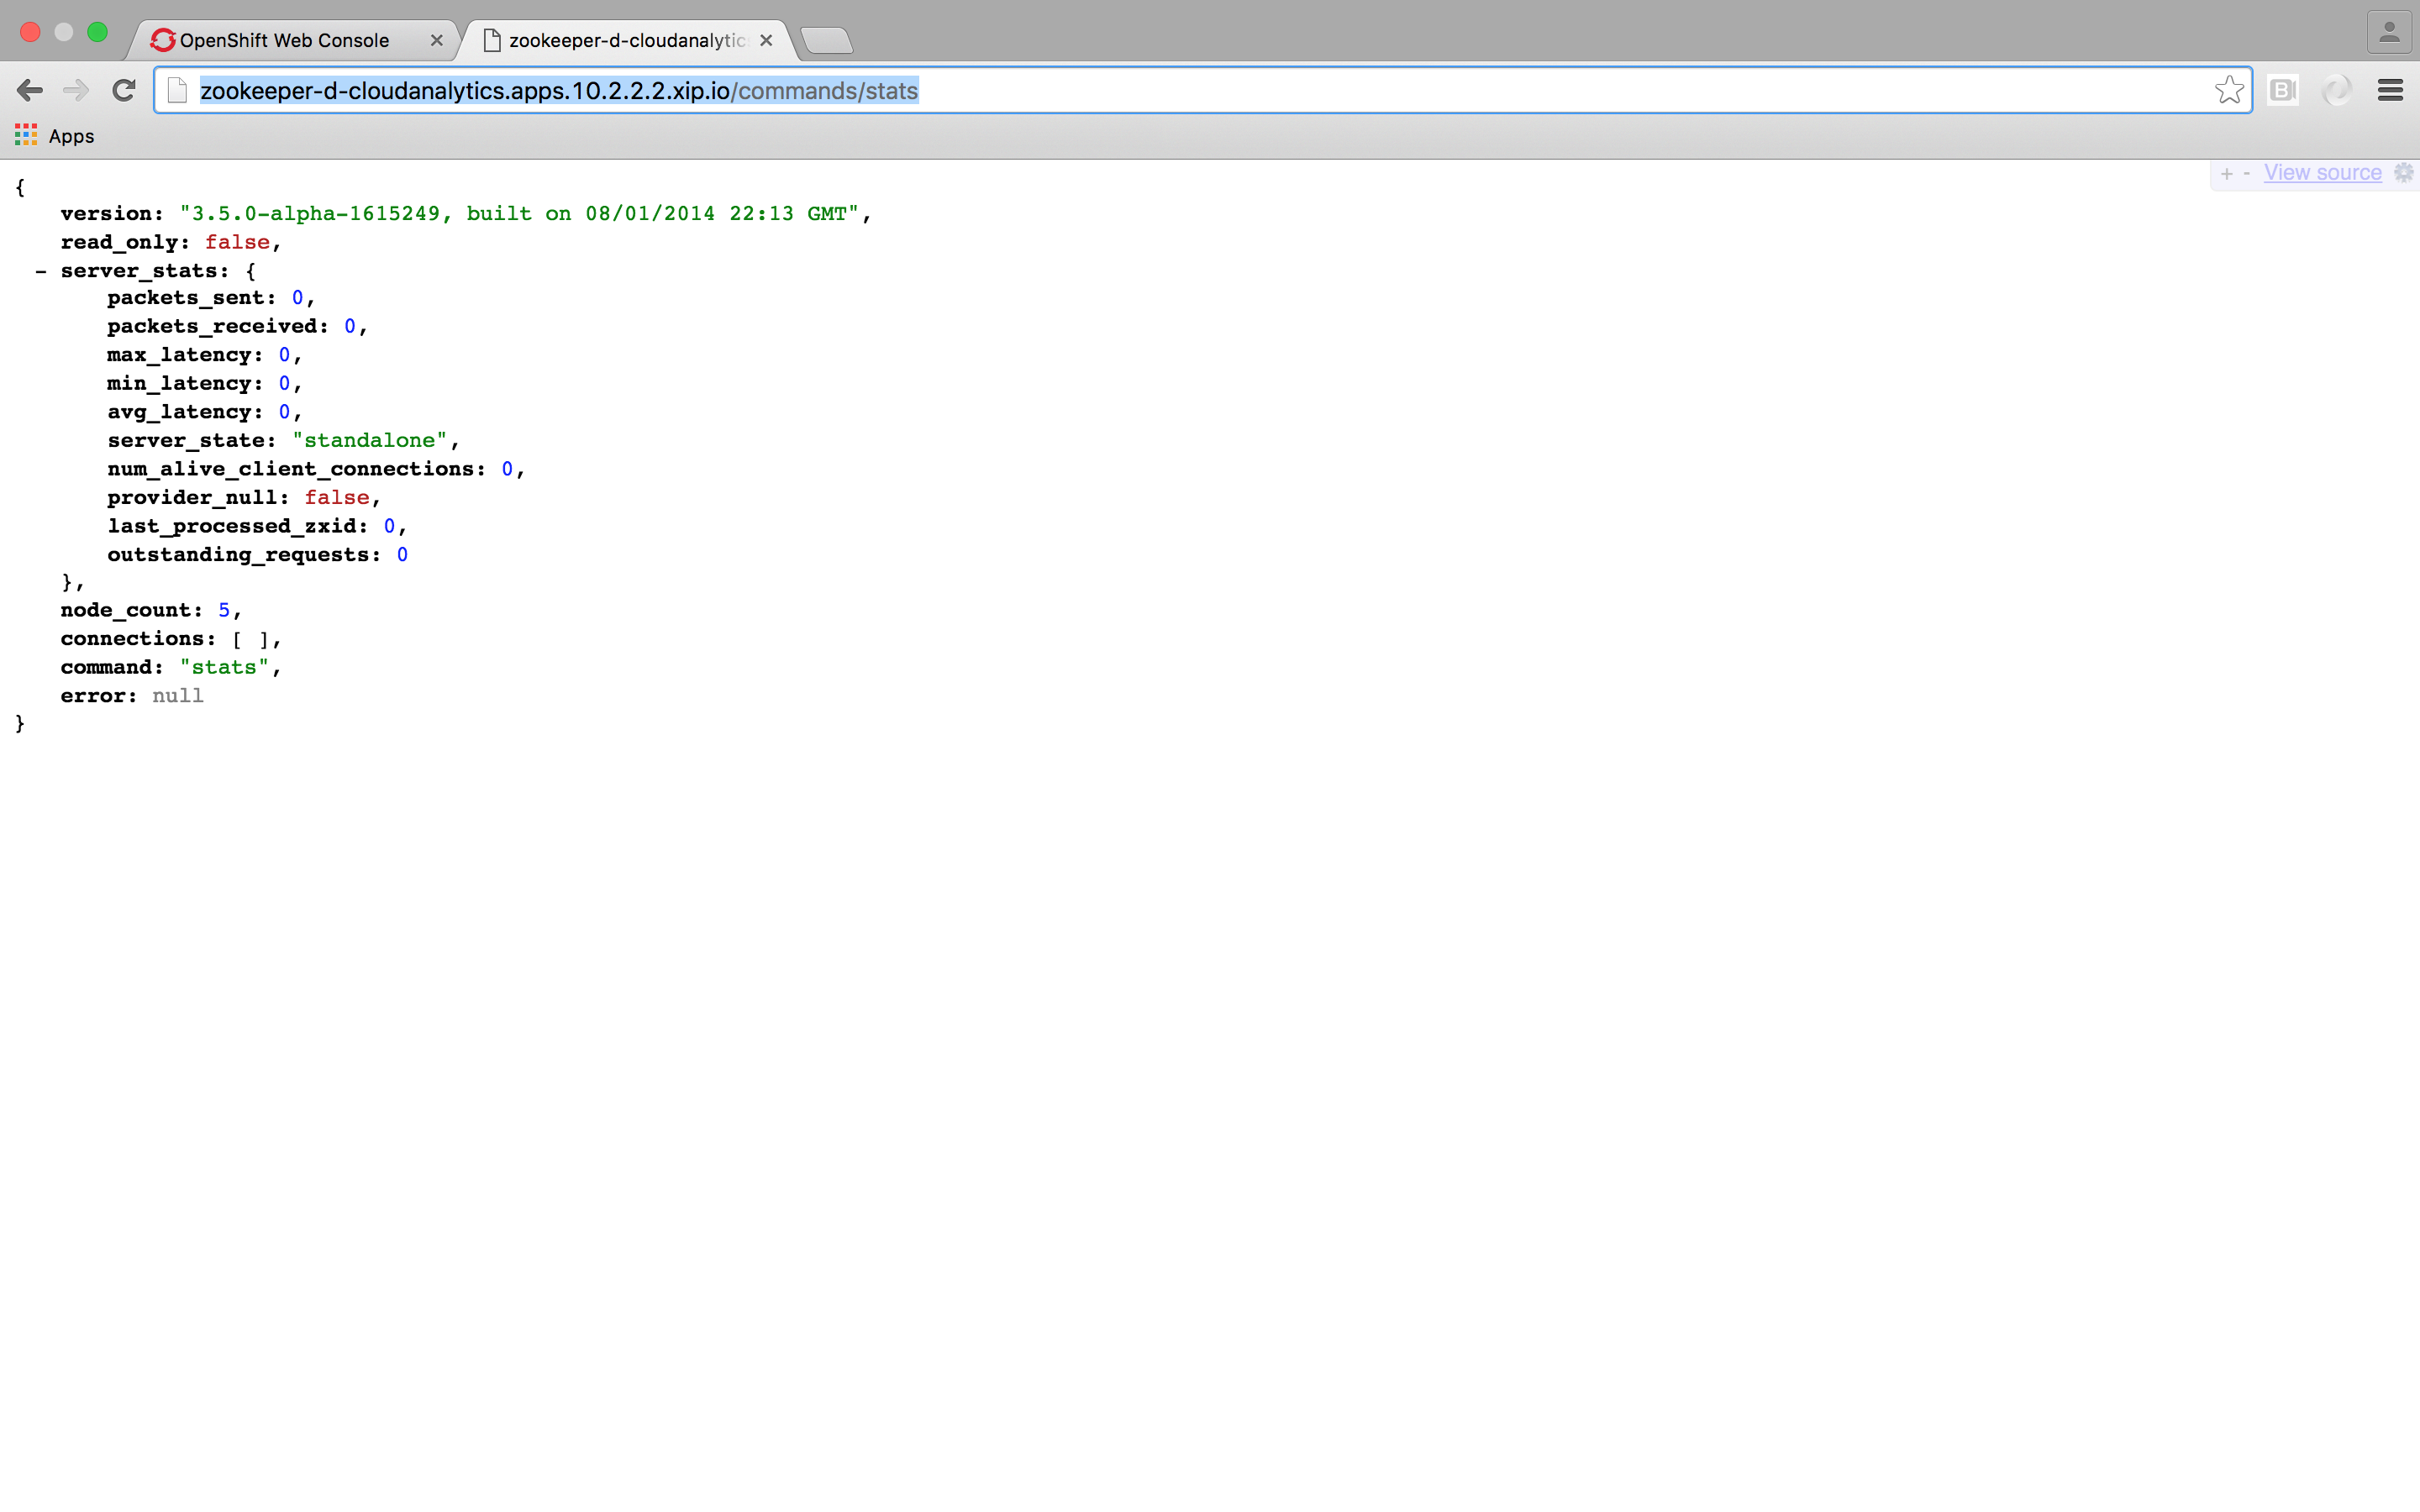 OpenShift Web Console
zookeeper-d-cloudanalytic
zookeeper-d-cloudanalytics.apps.10.2.2.2.xip.io/commands/stats
Apps
+ - View source
{
version: "3.5.0-alpha-1615249, built on 08/01/2014 22:13 GMT",
read_only: false,
- server_stats: {
packets_sent: 0,
packets_received: 0,
max_latency: 0,
min_latency: 0,
avg_latency: 0,
server_state: "standalone",
num_alive_client_connections: 0,
provider_null: false,
last_processed_zxid: 0,
outstanding_requests: 0
},
node_count: 5,
connections: [ ],
command: "stats",
error: null
}